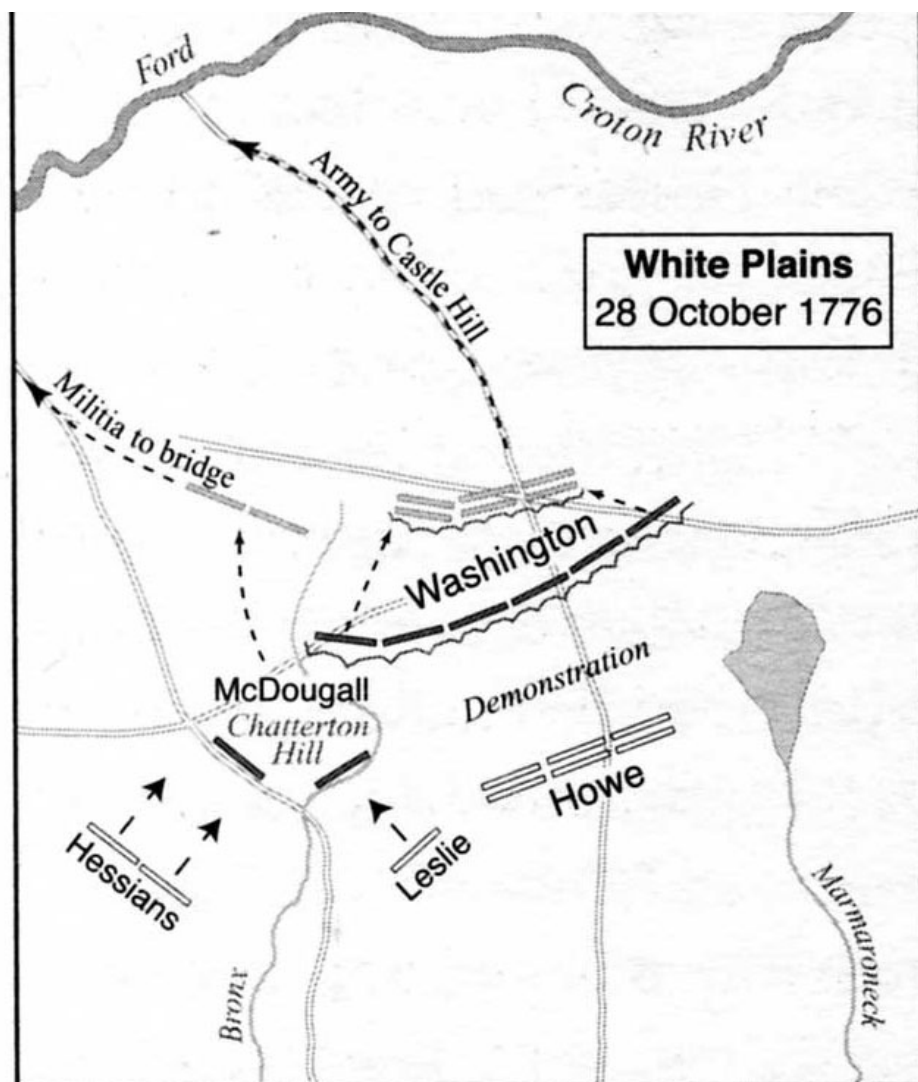 Ford
Croton River
Army to Castle Hill
White Plains
28 October 1776
Militia to bridge
Washington
McDougall
Chatterton
Hill
Demonstration
Howe
Hessians
Leslie
Bronx
Marmaroneck